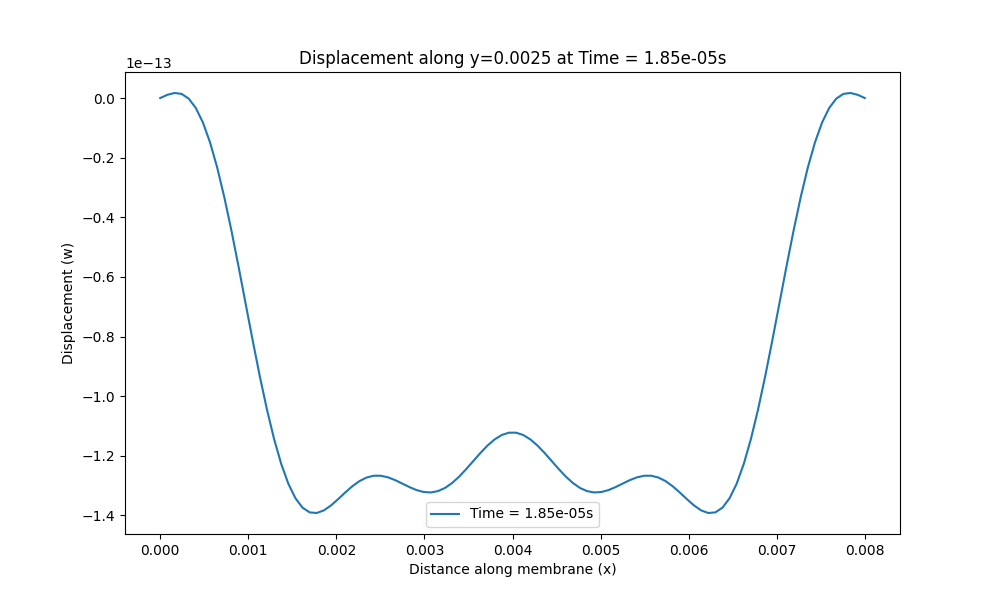 Displacement along y=0.0025 at Time = 1.85e-05s
1e−13
0.0
−0.2
−0.4
−0.6
−0.8
−1.0
−1.2
−1.4
Displacement (w)
Time = 1.85e-05s
0.000 0.001 0.002 0.003 0.004 0.005 0.006 0.007 0.008
Distance along membrane (x)